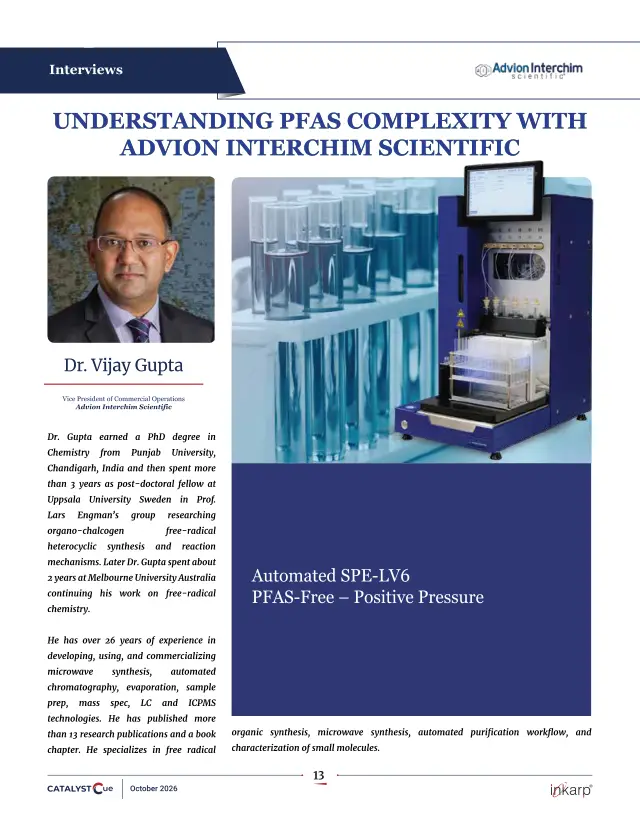 Interviews
Advion Interchim
scientific®
UNDERSTANDING PFAS COMPLEXITY WITH
ADVION INTERCHIM SCIENTIFIC
Dr. Vijay Gupta
Vice President of Commercial Operations
Advion Interchim Scientific
Dr. Gupta earned a PhD degree in
Chemistry from Punjab University,
Chandigarh, India and then spent more
than 3 years as post-doctoral fellow at
Uppsala University Sweden in Prof.
Lars Engman's group researching
organo-chalcogen free-radical
heterocyclic synthesis and reaction
mechanisms. Later Dr. Gupta spent about
2 years at Melbourne University Australia
continuing his work on free-radical
chemistry.
He has over 26 years of experience in
developing, using, and commercializing
microwave synthesis, automated
chromatography, evaporation, sample
prep, mass spec, LC and ICPMS
technologies. He has published more
than 13 research publications and a book
chapter. He specializes in free radical
Automated SPE-LV6
PFAS-Free – Positive Pressure
organic synthesis, microwave synthesis, automated purification workflow, and
characterization of small molecules.
13
CATALYST Cue
October 2026
inkarp®